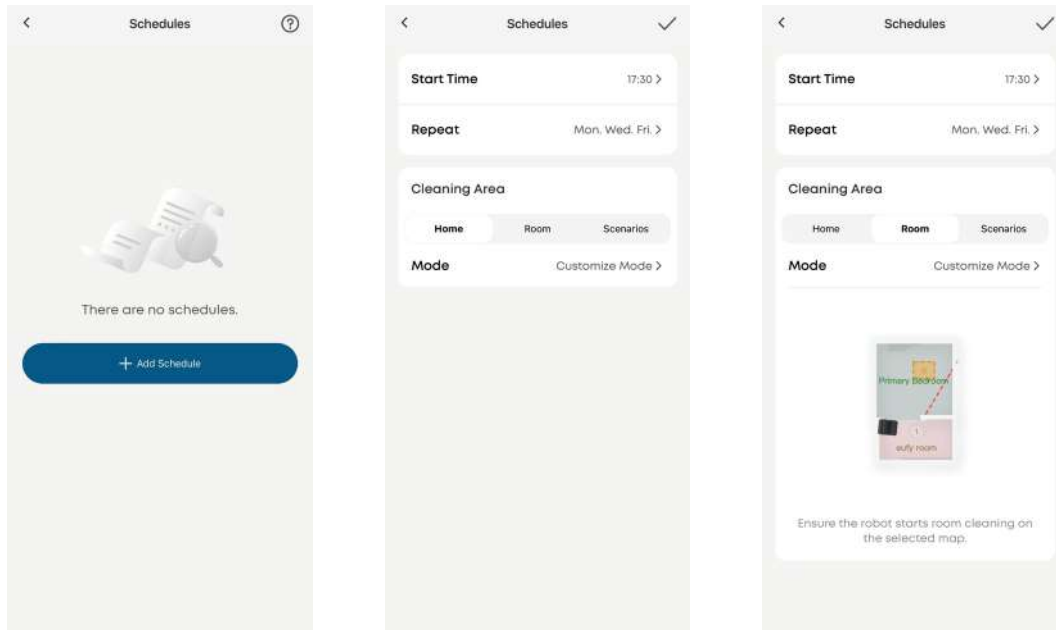 Schedules
There are no schedules.
+ Add Schedule
Schedules
Start Time 17:30 >
Repeat Mon. Wed. Fri. >
Cleaning Area
Home Room Scenarios
Mode Customize Mode >
Schedules
Start Time 17:30 >
Repeat Mon. Wed. Fri. >
Cleaning Area
Home Room Scenarios
Mode Customize Mode >
Primary Bedroom
1
eufy room
Ensure the robot starts room cleaning on
the selected map.